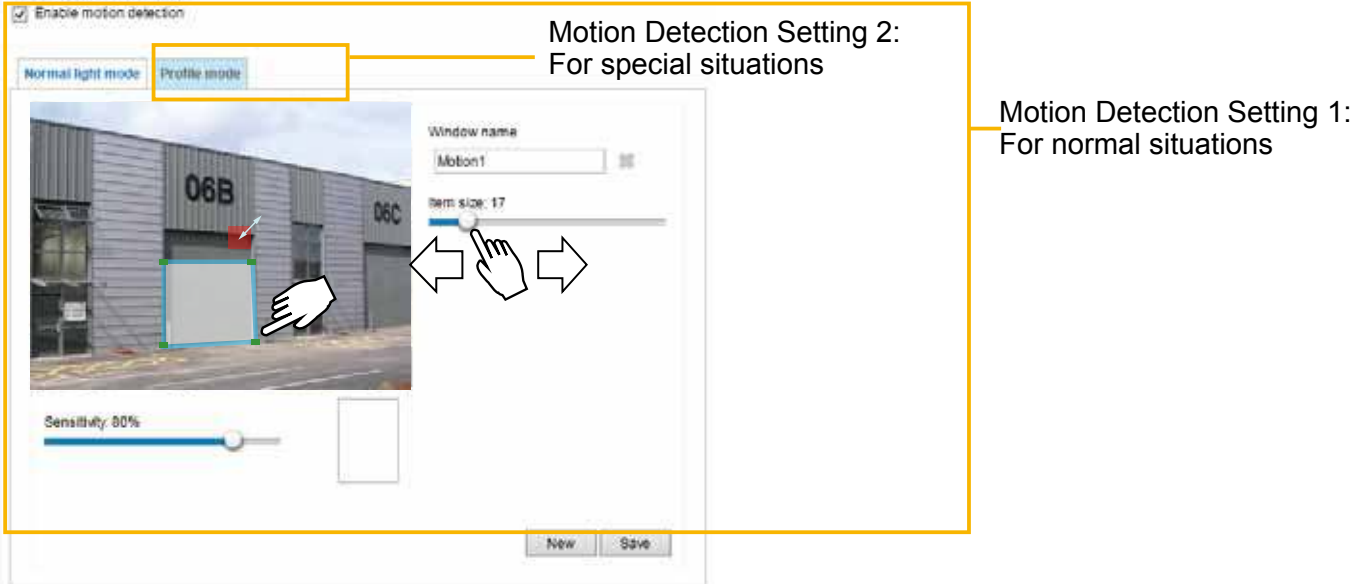 Enable motion detection
Motion Detection Setting 2:
For special situations
Normal light mode
Profile mode
Motion Detection Setting 1:
For normal situations
Window name
Motion1
Item size: 17
06B
06C
Sensitivity: 80%
New
Save